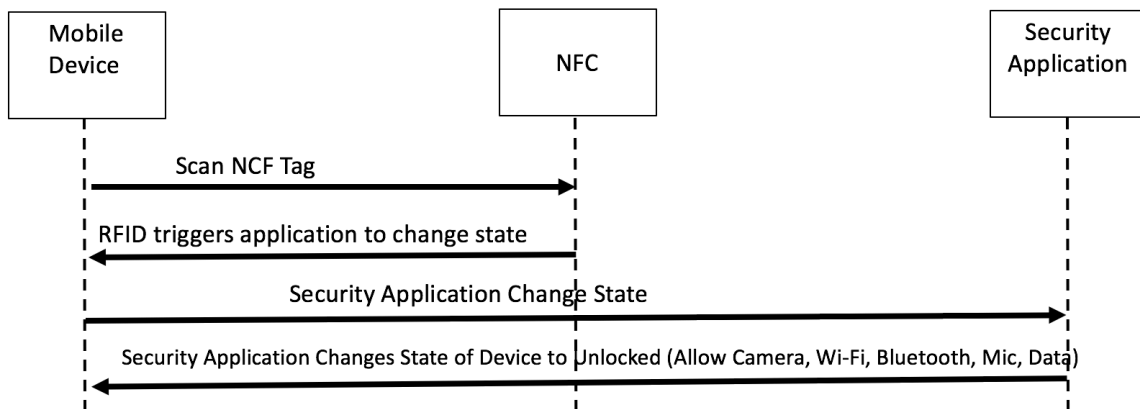 Mobile
Device
NFC
Security
Application
Scan NCF Tag
RFID triggers application to change state
Security Application Change State
Security Application Changes State of Device to Unlocked (Allow Camera, Wi-Fi, Bluetooth, Mic, Data)